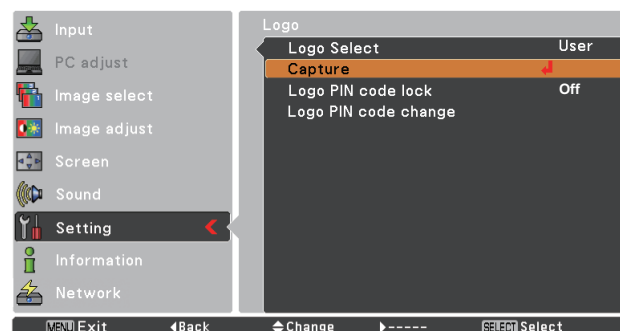 Input
PC adjust
Image select
Image adjust
Screen
Sound
Setting
Information
Network
Logo
Logo Select User
Capture
Logo PIN code lock Off
Logo PIN code change
MENU Exit ◀Back ◆Change ▶----- SELECT Select